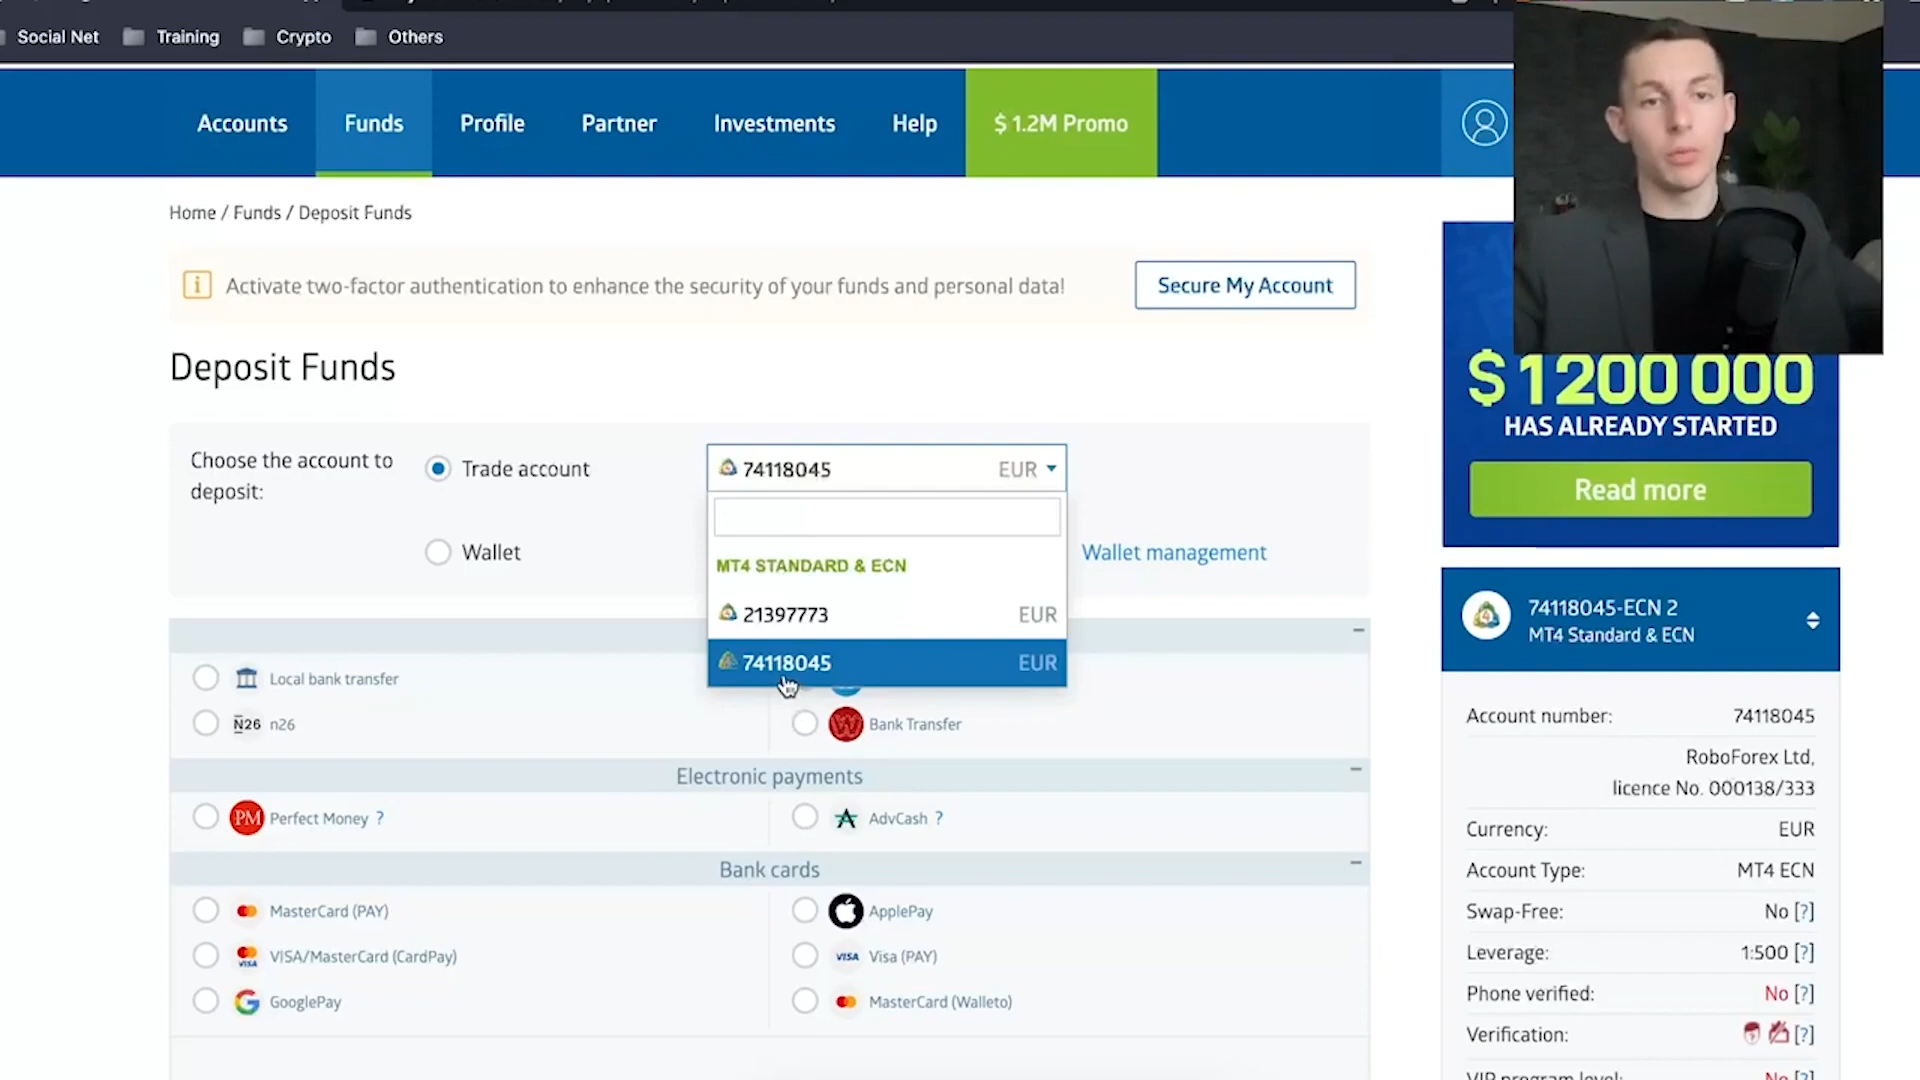 Social Net
Training
Crypto
Others
Accounts
Funds
Profile
Partner
Investments
Help
$ 1.2M Promo
Home / Funds / Deposit Funds
i
Activate two-factor authentication to enhance the security of your funds and personal data!
Secure My Account
Deposit Funds
Choose the account to
deposit:
Trade account
74118045 EUR
Wallet
Wallet management
MT4 STANDARD & ECN
21397773 EUR
74118045 EUR
Local bank transfer
N26 n26
Bank Transfer
Electronic payments
PM Perfect Money ?
AdvCash ?
Bank cards
MasterCard (PAY)
ApplePay
VISA VISA/MasterCard (CardPay)
VISA Visa (PAY)
GooglePay
MasterCard (Walleto)
$1200 000
HAS ALREADY STARTED
Read more
74118045-ECN 2
MT4 Standard & ECN
Account number: 74118045
RoboForex Ltd,
licence No. 000138/333
Currency: EUR
Account Type: MT4 ECN
Swap-Free: No [?]
Leverage: 1:500 [?]
Phone verified: No [?]
Verification: [?]
VIP program level: No [?]